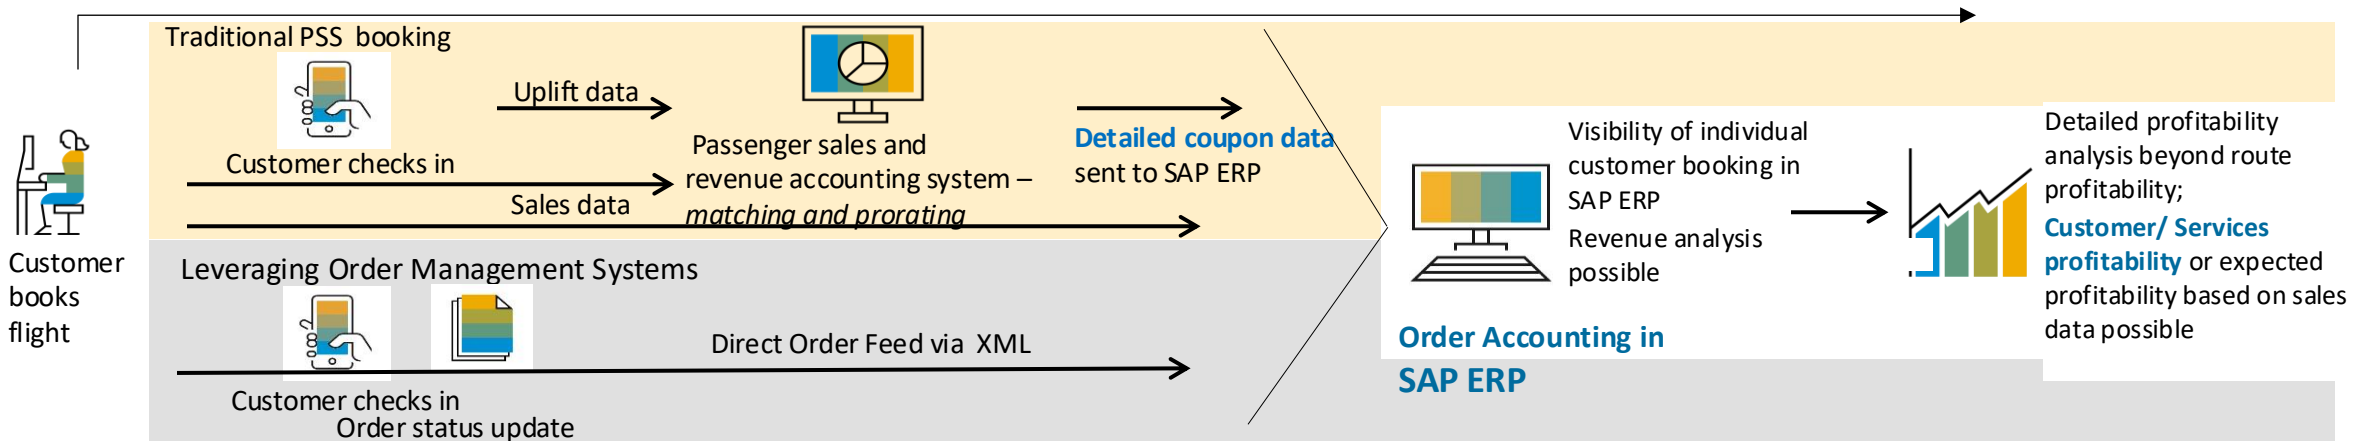 Customer
books
flight
Traditional PSS booking
Customer checks in
Uplift data
Sales data
Passenger sales and
revenue accounting system –
matching and prorating
Detailed coupon data
sent to SAP ERP
Leveraging Order Management Systems
Customer checks in
Order status update
Direct Order Feed via XML
Visibility of individual
customer booking in
SAP ERP
Revenue analysis
possible
Order Accounting in
SAP ERP
Detailed profitability
analysis beyond route
profitability;
Customer/ Services
profitability or expected
profitability based on sales
data possible